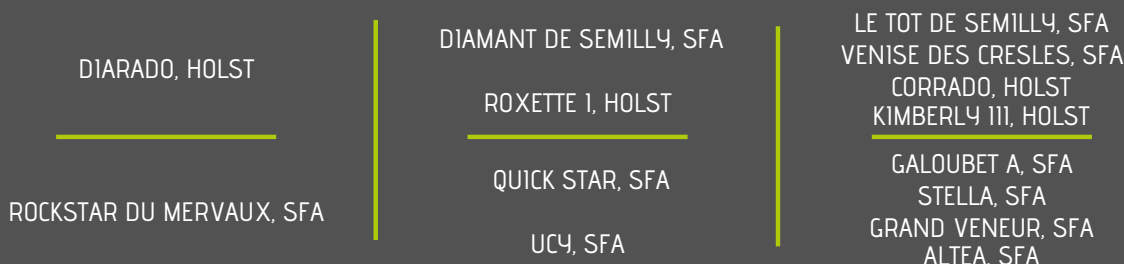 DIARADO, HOLST
ROCKSTAR DU MERVAUX, SFA
DIAMANT DE SEMILLY, SFA
ROXETTE I, HOLST
QUICK STAR, SFA
UCY, SFA
LE TOT DE SEMILLY, SFA
VENISE DES CRESLES, SFA
CORRADO, HOLST
KIMBERLY III, HOLST
GALOUBET A, SFA
STELLA, SFA
GRAND VENEUR, SFA
ALTEA, SFA